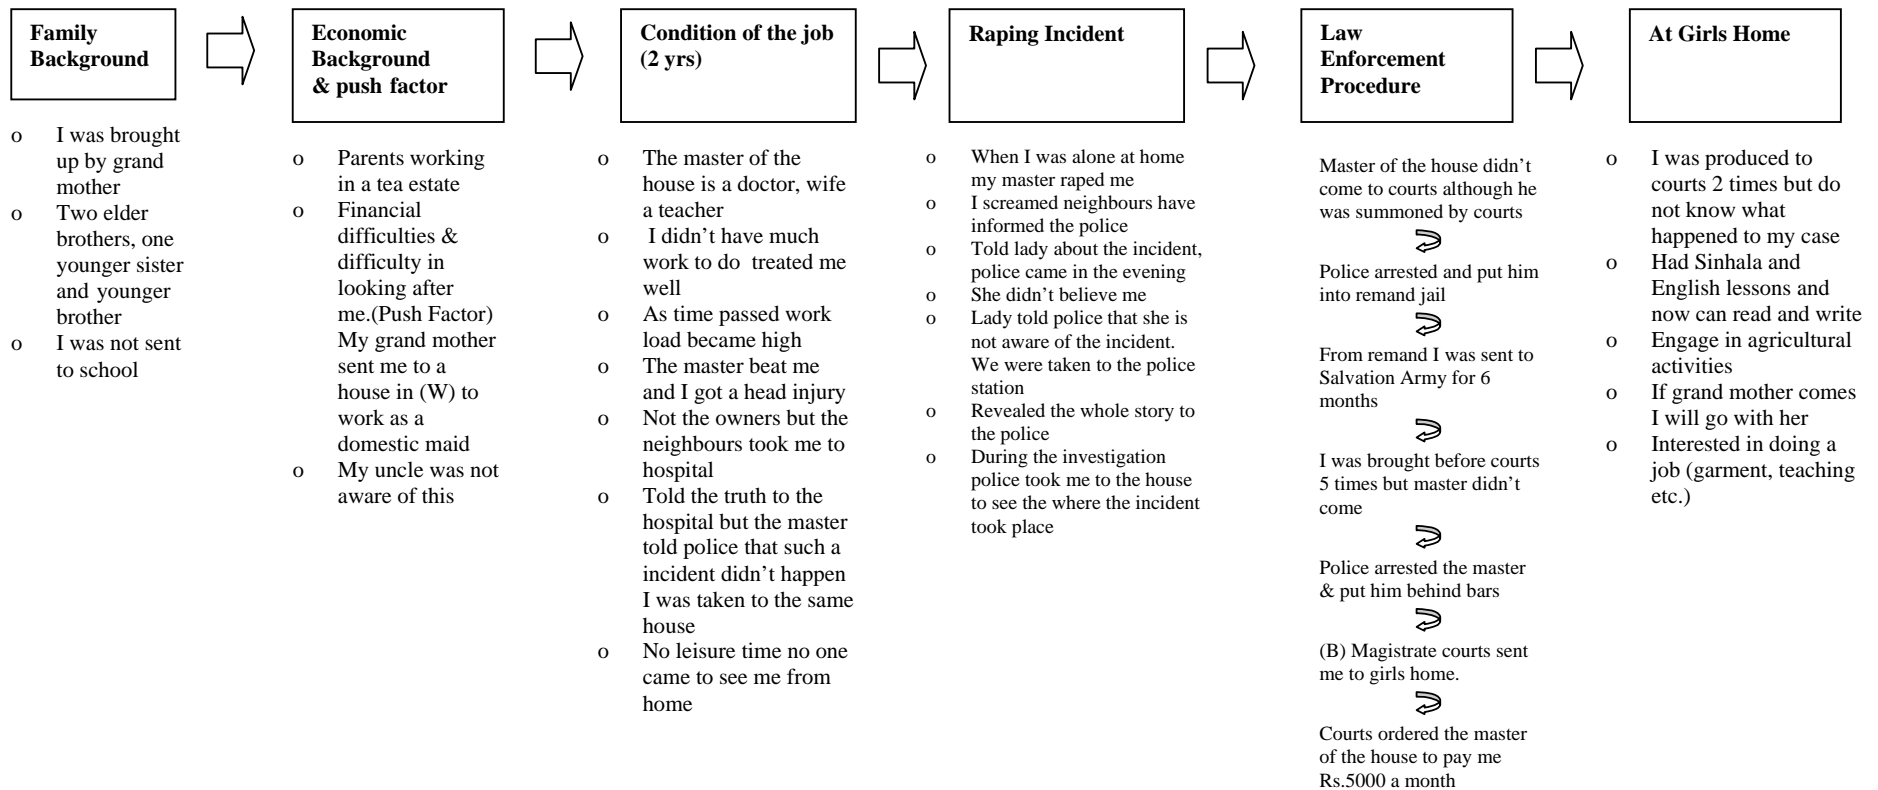 Family
Background
o I was brought
up by grand
mother
o Two elder
brothers, one
younger sister
and younger
brother
o I was not sent
to school
Economic
Background
& push factor
o Parents working
in a tea estate
o Financial
difficulties &
difficulty in
looking after
me.(Push Factor)
My grand mother
sent me to a
house in (W) to
work as a
domestic maid
o My uncle was not
aware of this
Condition of the job
(2 yrs)
o The master of the
house is a doctor, wife
a teacher
o I didn’t have much
work to do treated me
well
o As time passed work
load became high
o The master beat me
and I got a head injury
o Not the owners but the
neighbours took me to
hospital
o Told the truth to the
hospital but the master
told police that such a
incident didn’t happen
I was taken to the same
house
o No leisure time no one
came to see me from
home
Raping Incident
o When I was alone at home
my master raped me
o I screamed neighbours have
informed the police
o Told lady about the incident,
police came in the evening
o She didn’t believe me
o Lady told police that she is
not aware of the incident.
We were taken to the police
station
o Revealed the whole story to
the police
o During the investigation
police took me to the house
to see the where the incident
took place
Law
Enforcement
Procedure
Master of the house didn’t
come to courts although he
was summoned by courts
Police arrested and put him
into remand jail
From remand I was sent to
Salvation Army for 6
months
I was brought before courts
5 times but master didn’t
come
Police arrested the master
& put him behind bars
(B) Magistrate courts sent
me to girls home.
Courts ordered the master
of the house to pay me
Rs.5000 a month
At Girls Home
o I was produced to
courts 2 times but do
not know what
happened to my case
o Had Sinhala and
English lessons and
now can read and write
o Engage in agricultural
activities
o If grand mother comes
I will go with her
o Interested in doing a
job (garment, teaching
etc.)